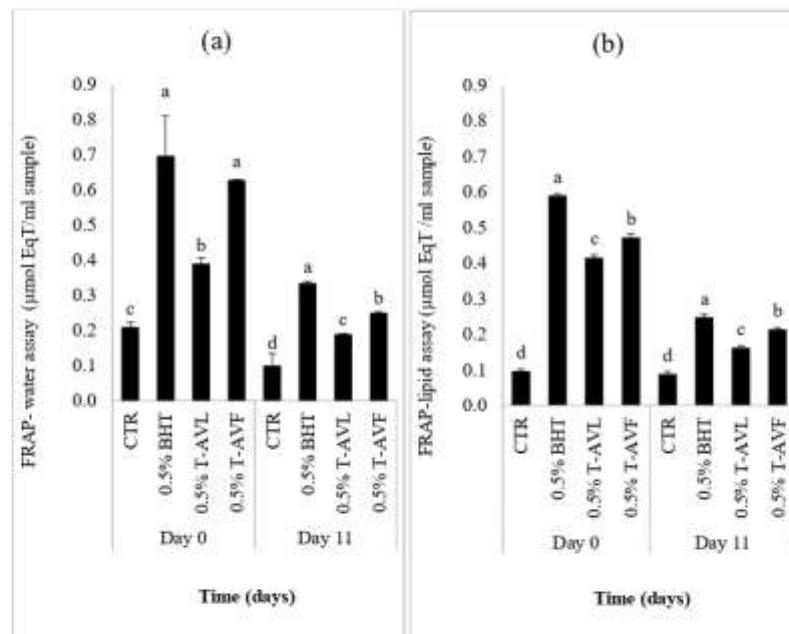 (a)
FRAP- water assay (µmol EqT/ml sample)
0.9
0.8
0.7
0.6
0.5
0.4
0.3
0.2
0.1
0.0
c
a
b
a
d
a
c
b
CTR
0.5% BHT
0.5% T-AVL
0.5% T-AVF
CTR
0.5% BHT
0.5% T-AVL
0.5% T-AVF
Day 0
Day 11
Time (days)
(b)
FRAP-lipid assay (µmol EqT /ml sample)
0.9
0.8
0.7
0.6
0.5
0.4
0.3
0.2
0.1
0.0
d
a
c
b
d
a
c
b
CTR
0.5% BHT
0.5% T-AVL
0.5% T-AVF
CTR
0.5% BHT
0.5% T-AVL
0.5% T-AVF
Day 0
Day 11
Time (days)